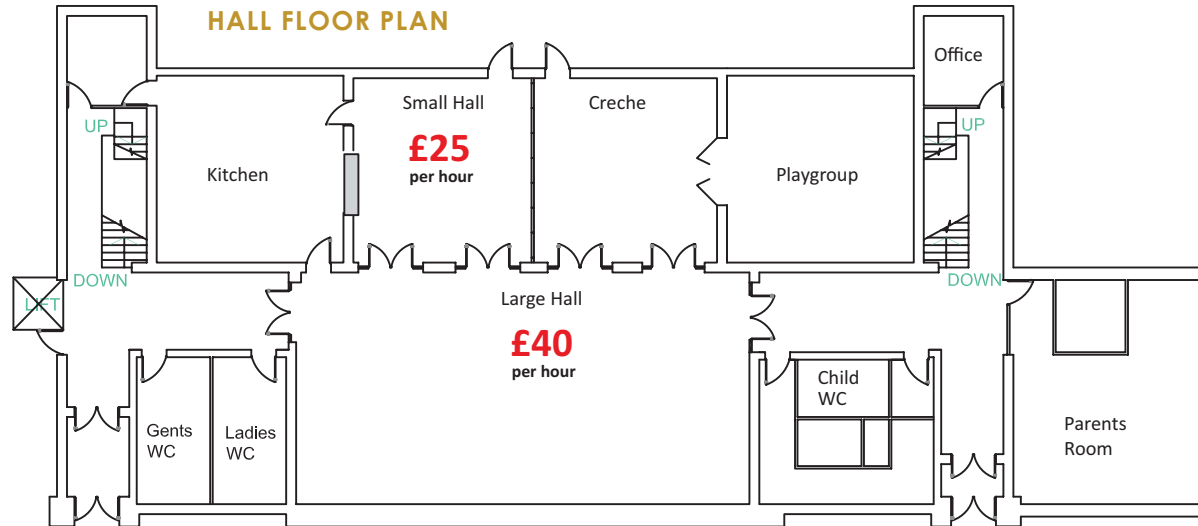 HALL FLOOR PLAN
Office
Small Hall
Creche
£25
per hour
UP
UP
Kitchen
Playgroup
DOWN
DOWN
LIFT
Large Hall
£40
per hour
Child
WC
Gents
WC
Ladies
WC
Parents
Room